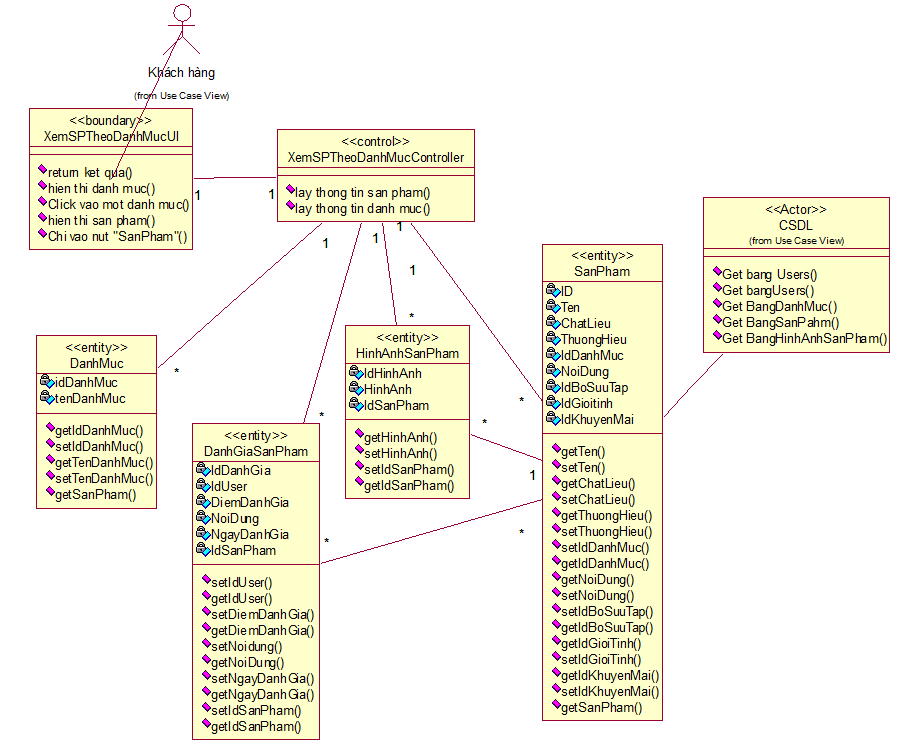 Khách hàng
(from Use Case View)
<<boundary>>
XemSPTheoDanhMucUI
return ket qua()
hien thi danh muc()
Click vao mot danh muc()
hien thi san pham()
Chi vao nut "SanPham"()
1
1
<<control>>
XemSPTheoDanhMucController
lay thong tin san pham()
lay thong tin danh muc()
1
1
1
1
<<Actor>>
CSDL
(from Use Case View)
Get bang Users()
Get bangUsers()
Get BangDanhMuc()
Get BangSanPahm()
Get BangHinhAnhSanPham()
<<entity>>
DanhMuc
idDanhMuc
tenDanhMuc
getIdDanhMuc()
setIdDanhMuc()
getTenDanhMuc()
setTenDanhMuc()
getSanPham()
*
<<entity>>
DanhGiaSanPham
IdDanhGia
IdUser
DiemDanhGia
NoiDung
NgayDanhGia
IdSanPham
setIdUser()
getIdUser()
setDiemDanhGia()
getDiemDanhGia()
setNoidung()
getNoiDung()
setNgayDanhGia()
getNgayDanhGia()
setIdSanPham()
getIdSanPham()
*
*
<<entity>>
HinhAnhSanPham
IdHinhAnh
HinhAnh
IdSanPham
getHinhAnh()
setHinhAnh()
setIdSanPham()
getIdSanPham()
*
*
1
*
*
<<entity>>
SanPham
ID
Ten
ChatLieu
ThuongHieu
IdDanhMuc
NoiDung
IdBoSuuTap
IdGioitinh
IdKhuyenMai
getTen()
setTen()
getChatLieu()
setChatLieu()
getThuongHieu()
setThuongHieu()
setIdDanhMuc()
getIdDanhMuc()
getNoiDung()
setNoiDung()
setIdBoSuuTap()
getIdBoSuuTap()
getIdGioiTinh()
setIdGioiTinh()
getIdKhuyenMai()
setIdKhuyenMai()
getSanPham()